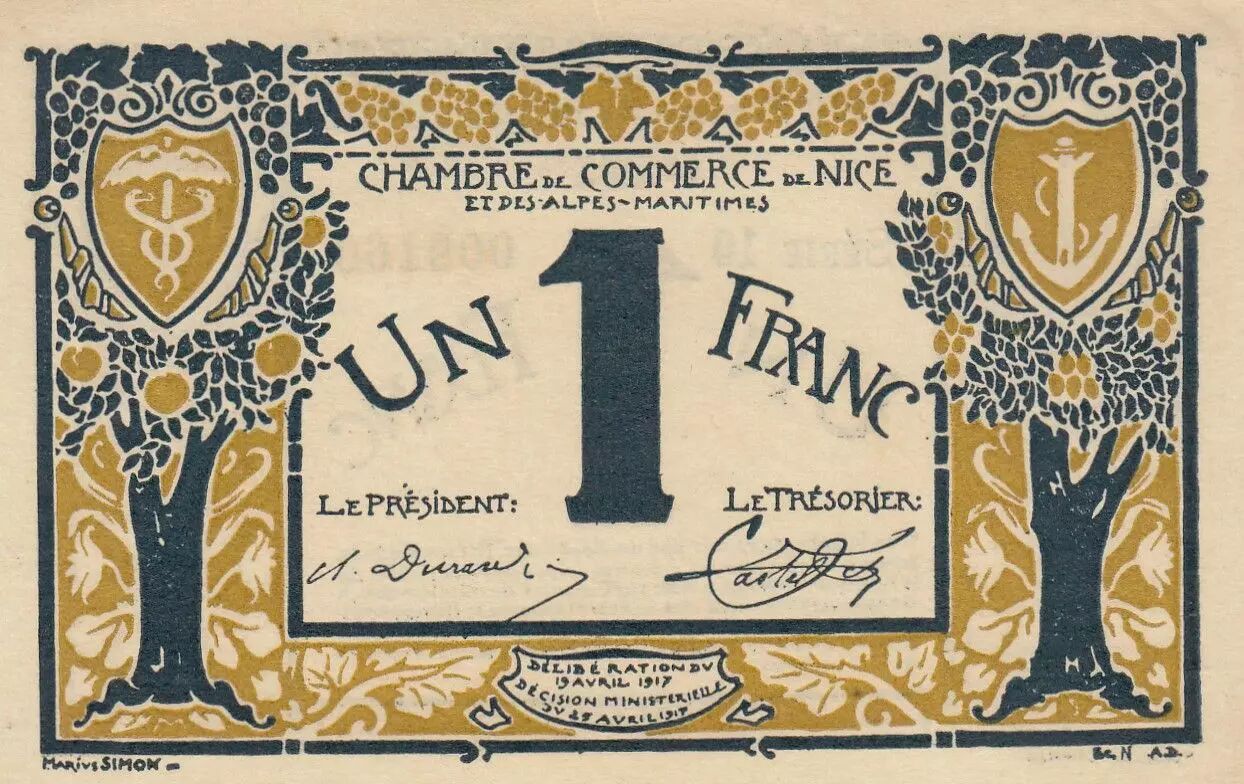 CHAMBRE DE COMMERCE DE NICE
ET DES-ALPES-MARITIMES
UN 1 FRANC
LE PRÉSIDENT:
LE TRÉSORIER:
DÉLIBÉRATION DU
19 AVRIL 1917
DÉCISION MINISTERIELLE
DU 25 AVRIL 1917
MARIUS SIMON